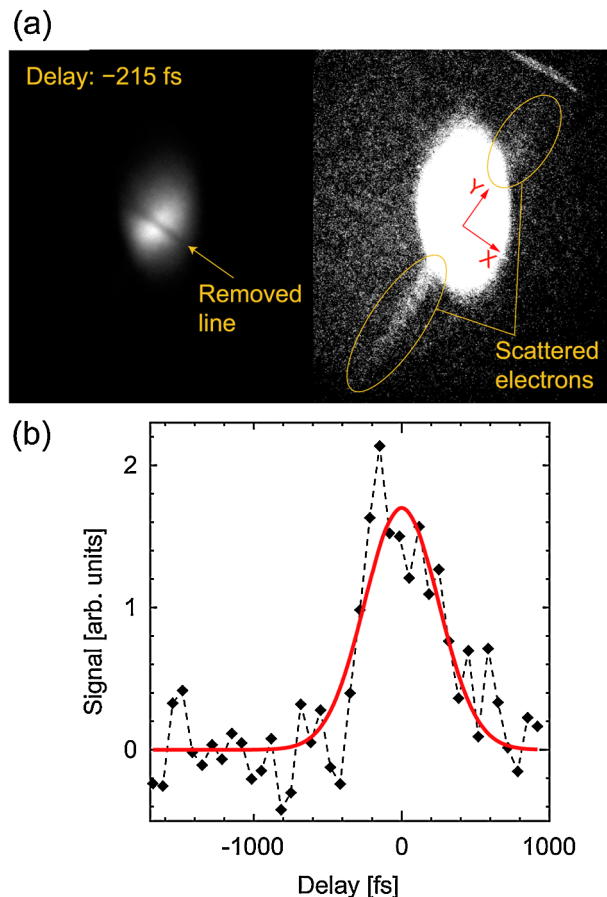 (a)
Delay: −215 fs
Removed
line
Y
X
Scattered
electrons
(b)
2
1
0
Signal [arb. units]
-1000
0
1000
Delay [fs]